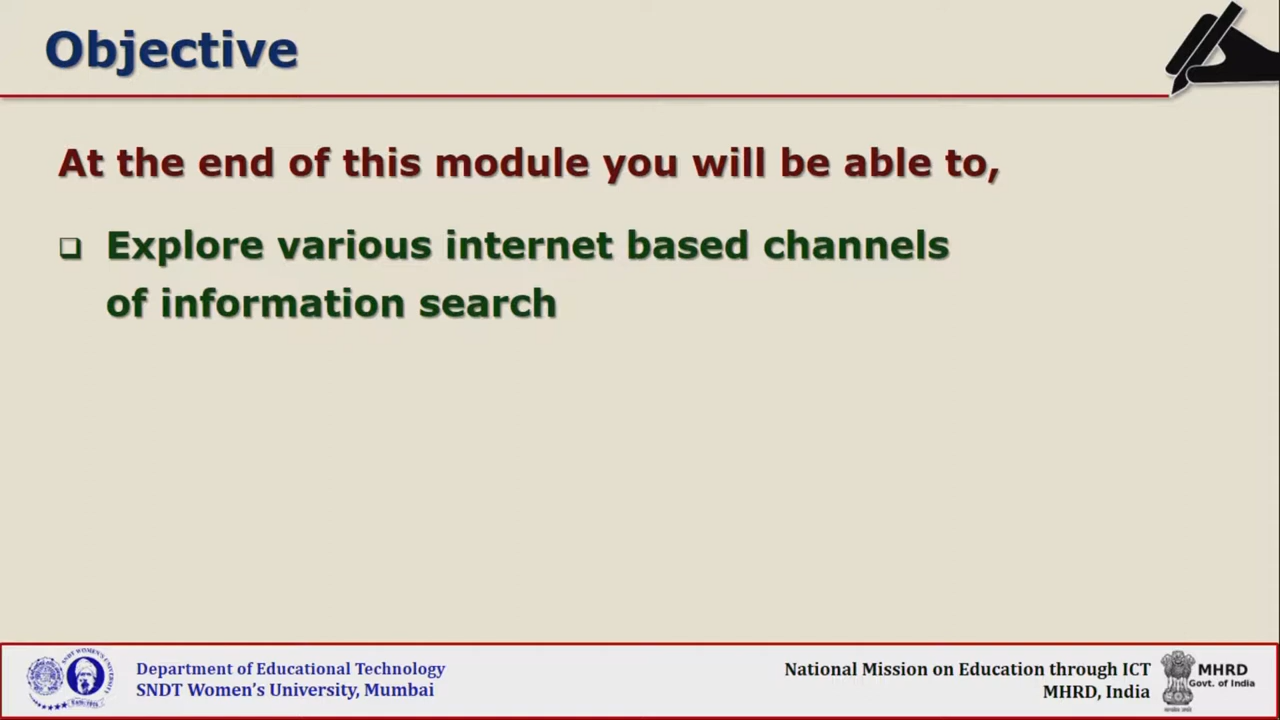 Objective
At the end of this module you will be able to,
Explore various internet based channels
of information search
Department of Educational Technology
SNDT Women's University, Mumbai
National Mission on Education through ICT
MHRD, India
MHRD
Govt. of India